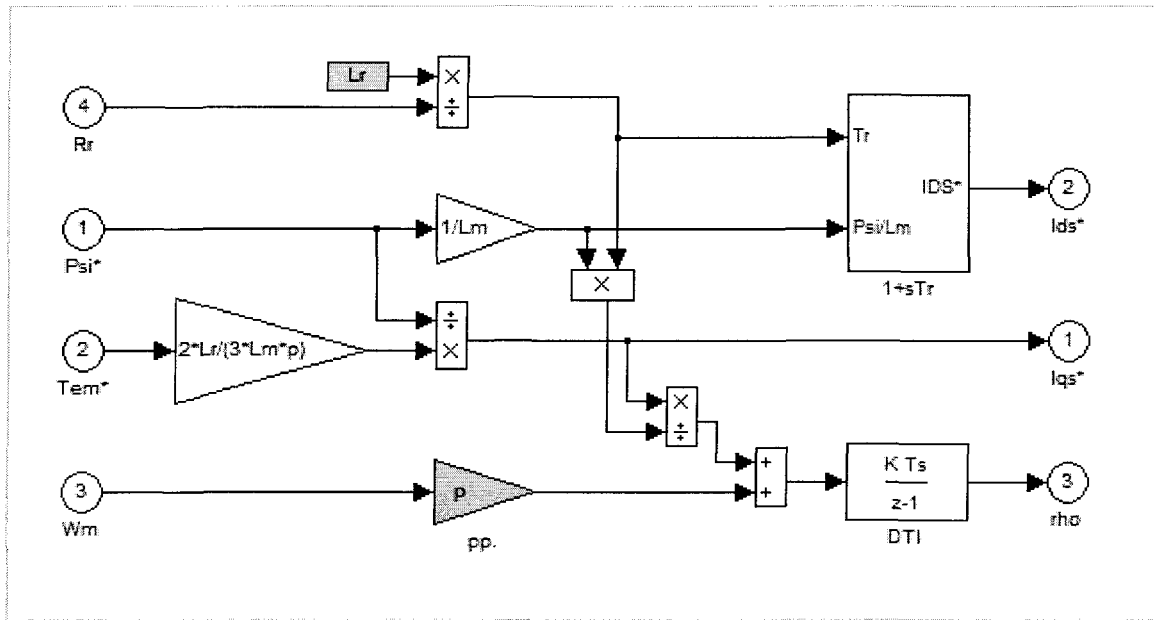 Lr
×
÷
4
Rr
Tr
IDS*
2
Ids*
1
Psi*
1/Lm
Psi/Lm
1+sTr
×
÷
×
2
Tem*
2*Lr/(3*Lm*p)
1
Iqs*
×
÷
3
Wm
p
pp.
+
+
K Ts
z-1
DTI
3
rho